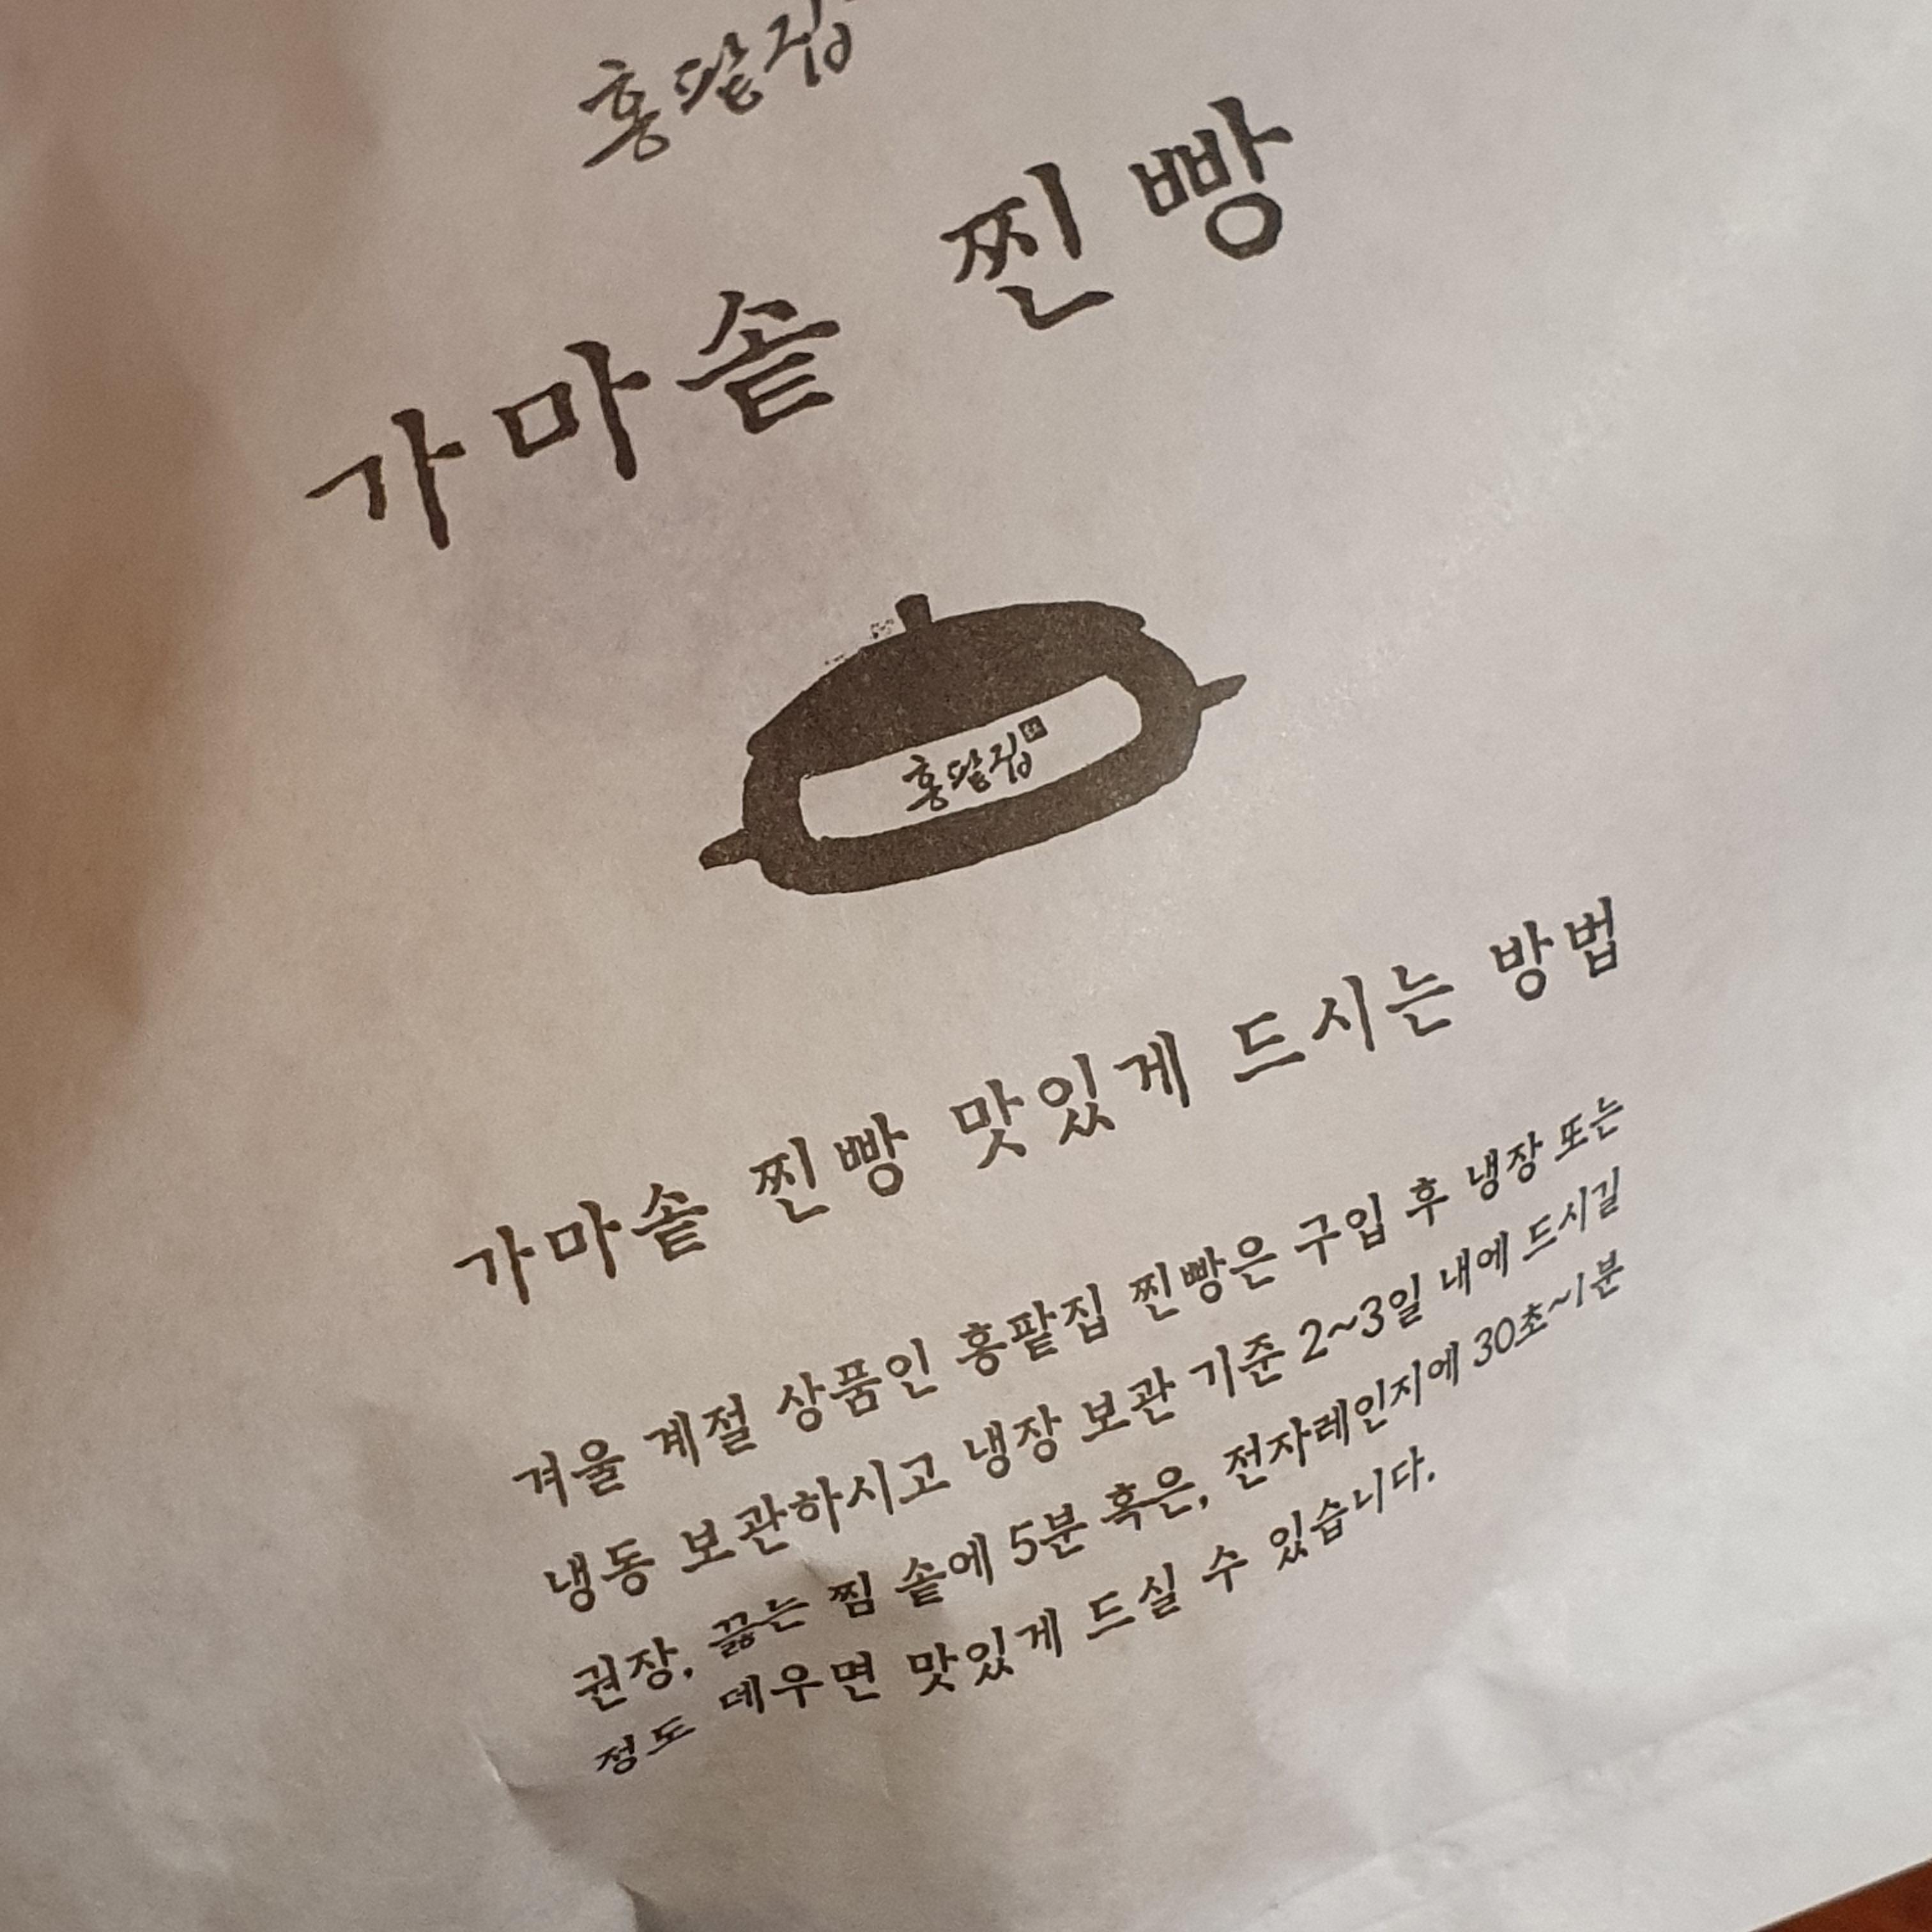 홍팥집
가마솥 찐빵
홍팥집
가마솥 찐빵 맛있게 드시는 방법
겨울 계절 상품인 홍팥집 찐빵은 구입 후 냉장 또는
냉동 보관하시고 냉장 보관 기준 2~3일 내에 드시길
권장, 끓는 찜 솥에 5분 혹은, 전자레인지에 30초~1분
정도 데우면 맛있게 드실 수 있습니다.